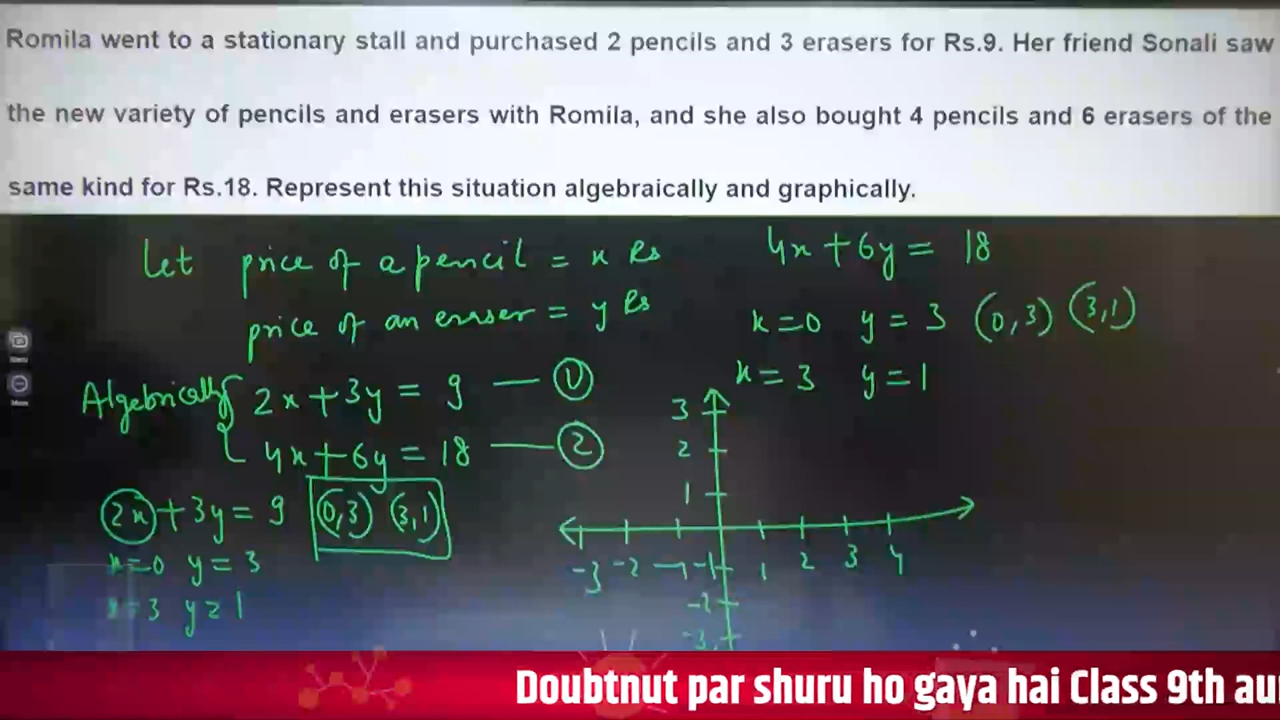 Romila went to a stationary stall and purchased 2 pencils and 3 erasers for Rs.9. Her friend Sonali saw
the new variety of pencils and erasers with Romila, and she also bought 4 pencils and 6 erasers of the
same kind for Rs.18. Represent this situation algebraically and graphically.
Let price of a pencil = x Rs
price of an eraser = y Rs
Algebrically { 2x + 3y = 9 — ①
4x + 6y = 18 — ②
2x + 3y = 9 (0,3) (3,1)
x=0 y = 3
x=3 y=1
4x + 6y = 18
x=0 y = 3 (0,3) (3,1)
x=3 y=1
3
2
1
-3 -2 -1 -1 1 2 3 4
-2
-3
Doubtnut par shuru ho gaya hai Class 9th au